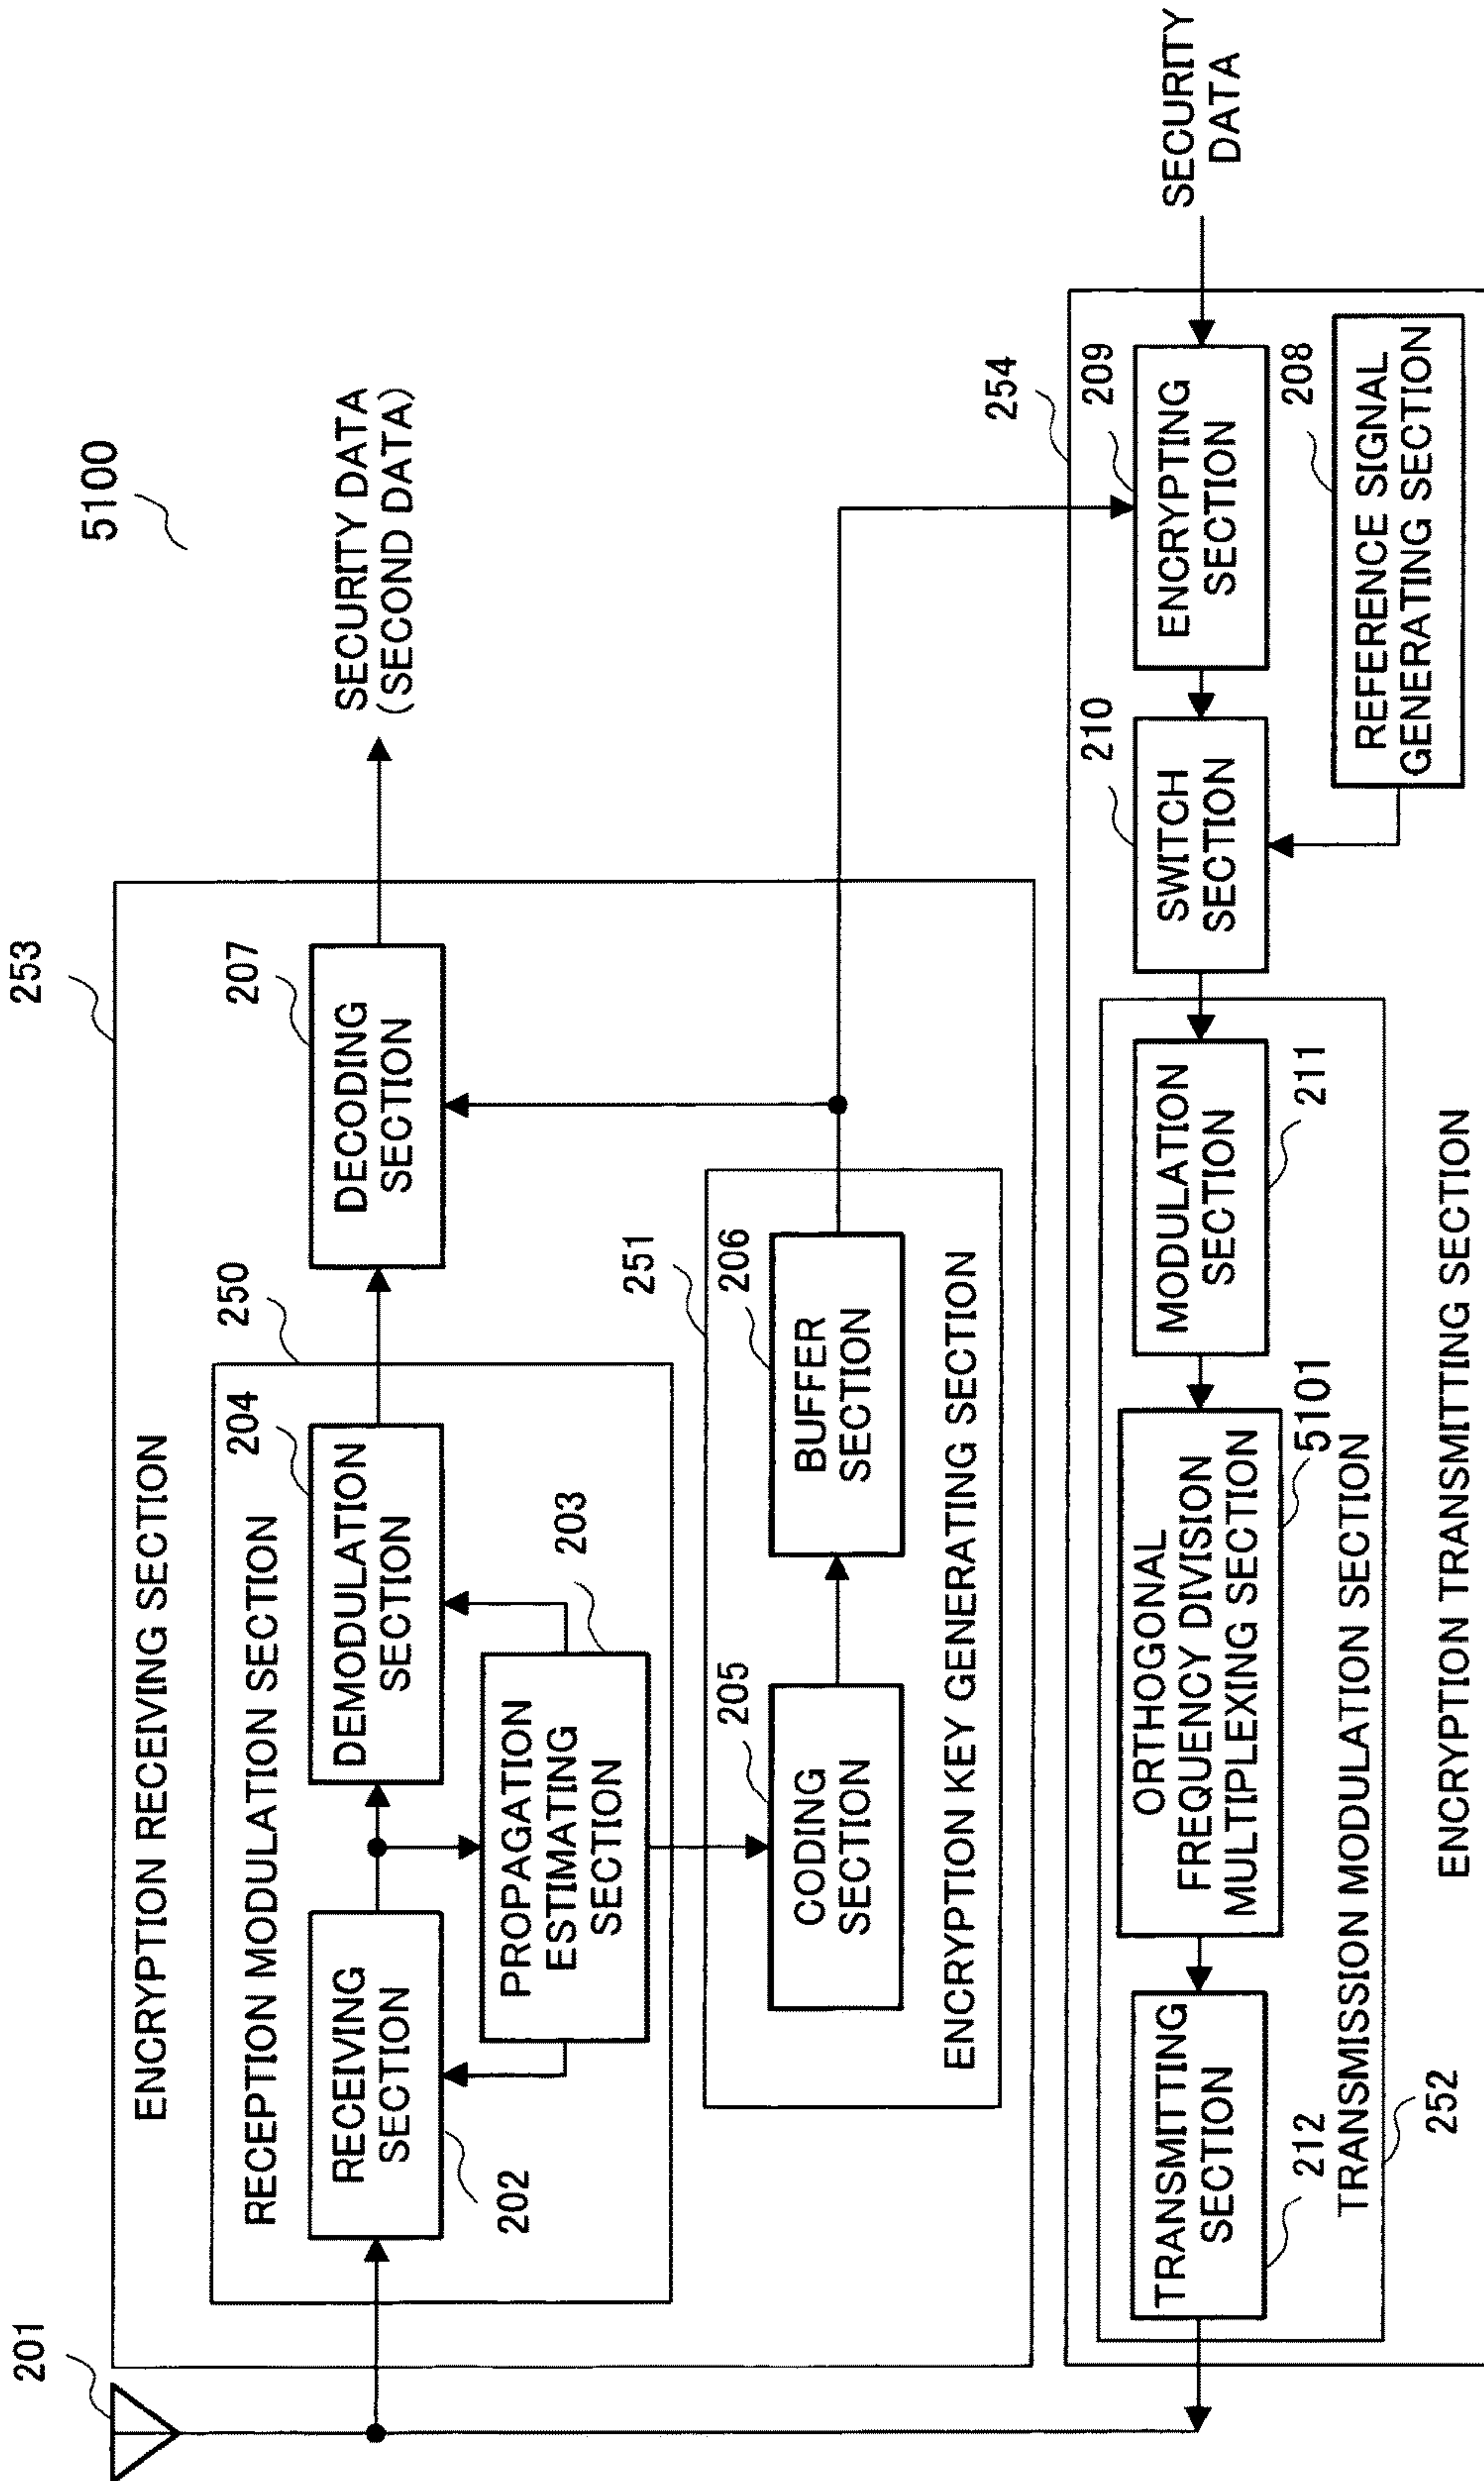 5100
201
253
ENCRYPTION RECEIVING SECTION
250
RECEPTION MODULATION SECTION
RECEIVING
SECTION
202
204
DEMODULATION
SECTION
PROPAGATION
ESTIMATING
SECTION
203
207
DECODING
SECTION
SECURITY DATA
(SECOND DATA)
251
205
CODING
SECTION
206
BUFFER
SECTION
ENCRYPTION KEY GENERATING SECTION
254
TRANSMITTING
SECTION
212
ORTHOGONAL
FREQUENCY DIVISION
MULTIPLEXING SECTION
5101
MODULATION
SECTION
211
210
SWITCH
SECTION
209
ENCRYPTING
SECTION
SECURITY
DATA
208
REFERENCE SIGNAL
GENERATING SECTION
TRANSMISSION MODULATION SECTION
252
ENCRYPTION TRANSMITTING SECTION